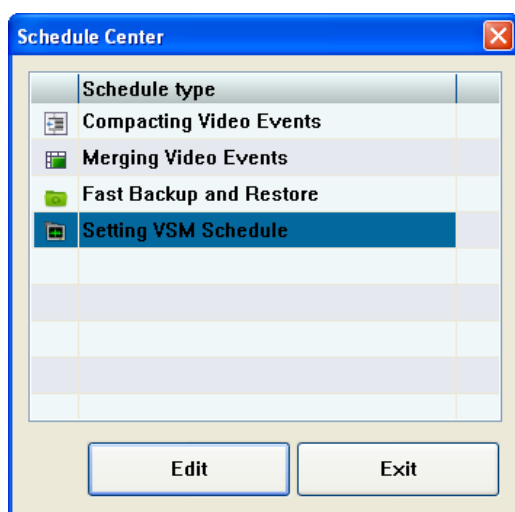 Schedule Center
Schedule type
Compacting Video Events
Merging Video Events
Fast Backup and Restore
Setting VSM Schedule
Edit Exit